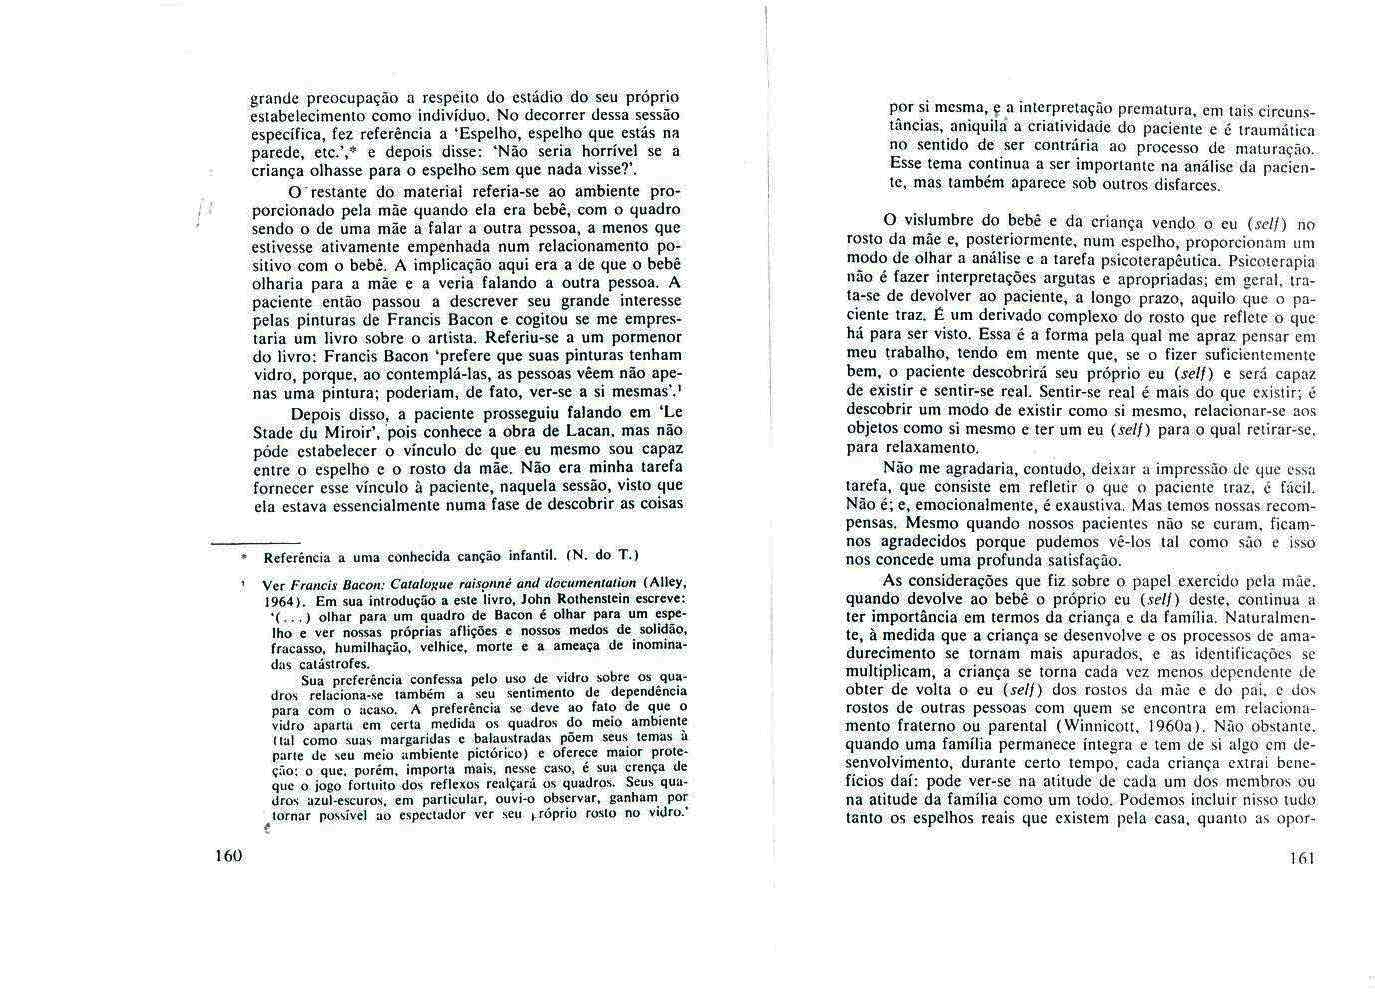 grande preocupação a respeito do estádio do seu próprio
estabelecimento como indivíduo. No decorrer dessa sessão
específica, fez referência a ‘Espelho, espelho que estás na
parede, etc.’,* e depois disse: ‘Não seria horrível se a
criança olhasse para o espelho sem que nada visse?’.
O restante do material referia-se ao ambiente pro-
porcionado pela mãe quando ela era bebê, com o quadro
sendo o de uma mãe a falar a outra pessoa, a menos que
estivesse ativamente empenhada num relacionamento po-
sitivo com o bebê. A implicação aqui era a de que o bebê
olharia para a mãe e a veria falando a outra pessoa. A
paciente então passou a descrever seu grande interesse
pelas pinturas de Francis Bacon e cogitou se me empres-
taria um livro sobre o artista. Referiu-se a um pormenor
do livro: Francis Bacon ‘prefere que suas pinturas tenham
vidro, porque, ao contemplá-las, as pessoas vêem não ape-
nas uma pintura; poderiam, de fato, ver-se a si mesmas’.¹
Depois disso, a paciente prosseguiu falando em ‘Le
Stade du Miroir’, pois conhece a obra de Lacan, mas não
pôde estabelecer o vínculo de que eu mesmo sou capaz
entre o espelho e o rosto da mãe. Não era minha tarefa
fornecer esse vínculo à paciente, naquela sessão, visto que
ela estava essencialmente numa fase de descobrir as coisas
* Referência a uma conhecida canção infantil. (N. do T.)
¹ Ver Francis Bacon: Catalogue raisonné and documentation (Alley,
1964). Em sua introdução a este livro, John Rothenstein escreve:
‘(...) olhar para um quadro de Bacon é olhar para um espe-
lho e ver nossas próprias aflições e nossos medos de solidão,
fracasso, humilhação, velhice, morte e a ameaça de inomina-
das catástrofes.
Sua preferência confessa pelo uso de vidro sobre os qua-
dros relaciona-se também a seu sentimento de dependência
para com o acaso. A preferência se deve ao fato de que o
vidro aparta em certa medida os quadros do meio ambiente
(tal como suas margaridas e balaustradas põem seus temas à
parte de seu meio ambiente pictórico) e oferece maior prote-
ção; o que, porém, importa mais, nesse caso, é sua crença de
que o jogo fortuito dos reflexos realçará os quadros. Seus qua-
dros azul-escuros, em particular, ouvi-o observar, ganham por
tornar possível ao espectador ver seu próprio rosto no vidro.’
160
por si mesma, e a interpretação prematura, em tais circuns-
tâncias, aniquila a criatividade do paciente e é traumática
no sentido de ser contrária ao processo de maturação.
Esse tema continua a ser importante na análise da pacien-
te, mas também aparece sob outros disfarces.
O vislumbre do bebê e da criança vendo o eu (self) no
rosto da mãe e, posteriormente, num espelho, proporcionam um
modo de olhar a análise e a tarefa psicoterapêutica. Psicoterapia
não é fazer interpretações argutas e apropriadas; em geral, tra-
ta-se de devolver ao paciente, a longo prazo, aquilo que o pa-
ciente traz. É um derivado complexo do rosto que reflete o que
há para ser visto. Essa é a forma pela qual me apraz pensar em
meu trabalho, tendo em mente que, se o fizer suficientemente
bem, o paciente descobrirá seu próprio eu (self) e será capaz
de existir e sentir-se real. Sentir-se real é mais do que existir; é
descobrir um modo de existir como si mesmo, relacionar-se aos
objetos como si mesmo e ter um eu (self) para o qual retirar-se,
para relaxamento.
Não me agradaria, contudo, deixar a impressão de que essa
tarefa, que consiste em refletir o que o paciente traz, é fácil.
Não é; e, emocionalmente, é exaustiva. Mas temos nossas recom-
pensas. Mesmo quando nossos pacientes não se curam, ficam-
nos agradecidos porque pudemos vê-los tal como são e isso
nos concede uma profunda satisfação.
As considerações que fiz sobre o papel exercido pela mãe,
quando devolve ao bebê o próprio eu (self) deste, continua a
ter importância em termos da criança e da família. Naturalmen-
te, à medida que a criança se desenvolve e os processos de ama-
durecimento se tornam mais apurados, e as identificações se
multiplicam, a criança se torna cada vez menos dependente de
obter de volta o eu (self) dos rostos da mãe e do pai, e dos
rostos de outras pessoas com quem se encontra em relaciona-
mento fraterno ou parental (Winnicott, 1960a). Não obstante,
quando uma família permanece íntegra e tem de si algo em de-
senvolvimento, durante certo tempo, cada criança extrai bene-
fícios daí: pode ver-se na atitude de cada um dos membros ou
na atitude da família como um todo. Podemos incluir nisso tudo
tanto os espelhos reais que existem pela casa, quanto as opor-
161